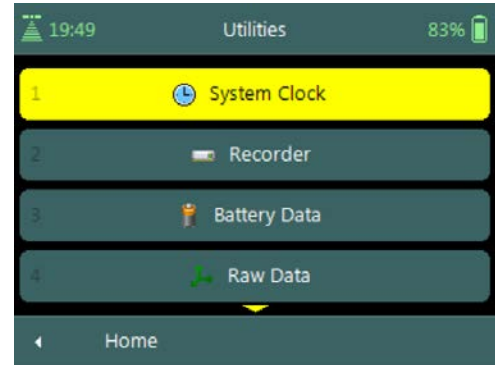 19:49 Utilities 83%
1 System Clock
2 Recorder
3 Battery Data
4 Raw Data
Home